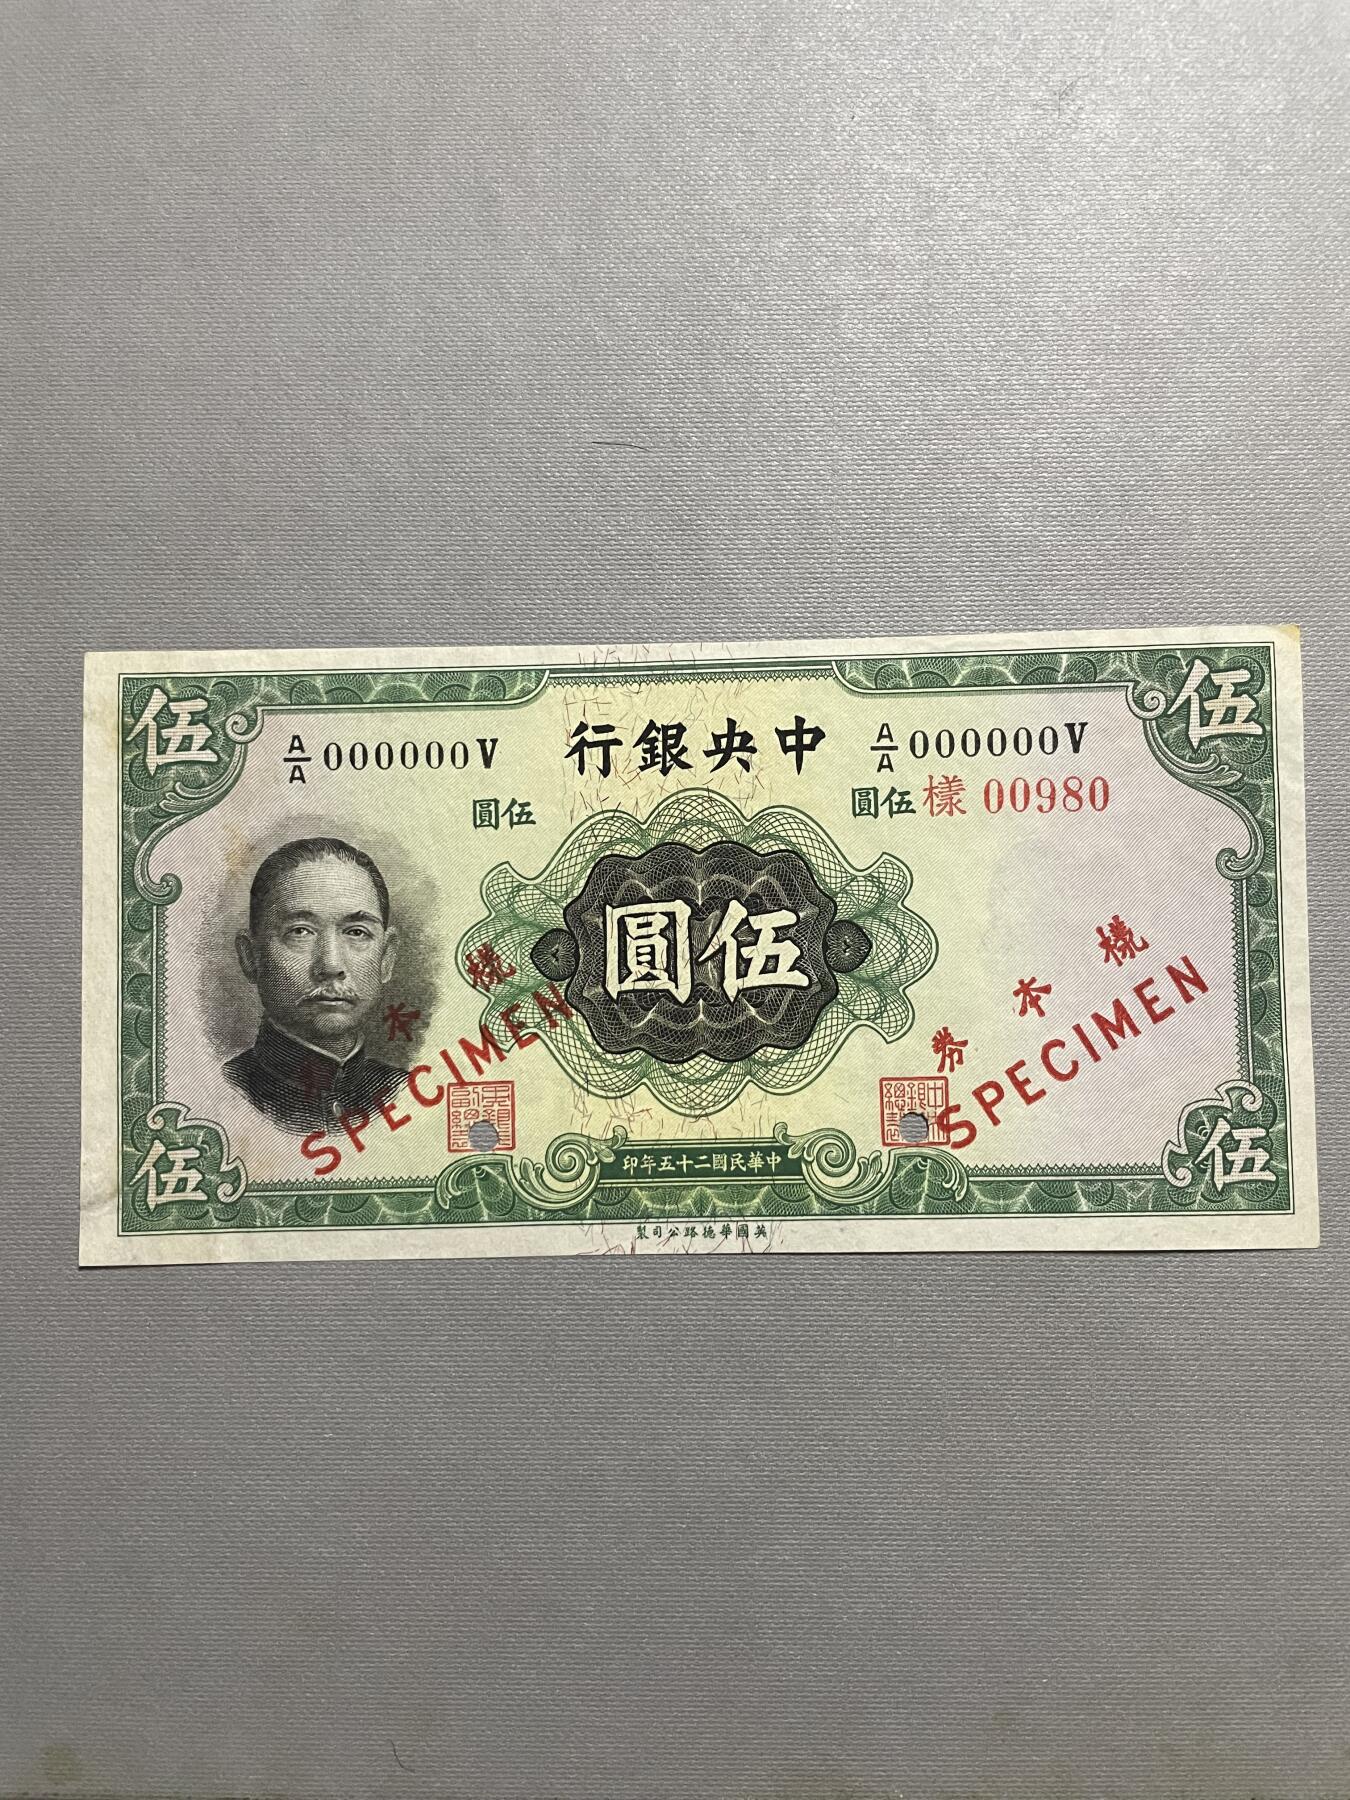 伍 伍
A/A 000000V 中央銀行 A/A 000000V
伍圓 伍圓 樣 00980
伍圓
樣本券 樣本券
SPECIMEN SPECIMEN
伍 中華民國二十五年印 伍
英國華德路公司製